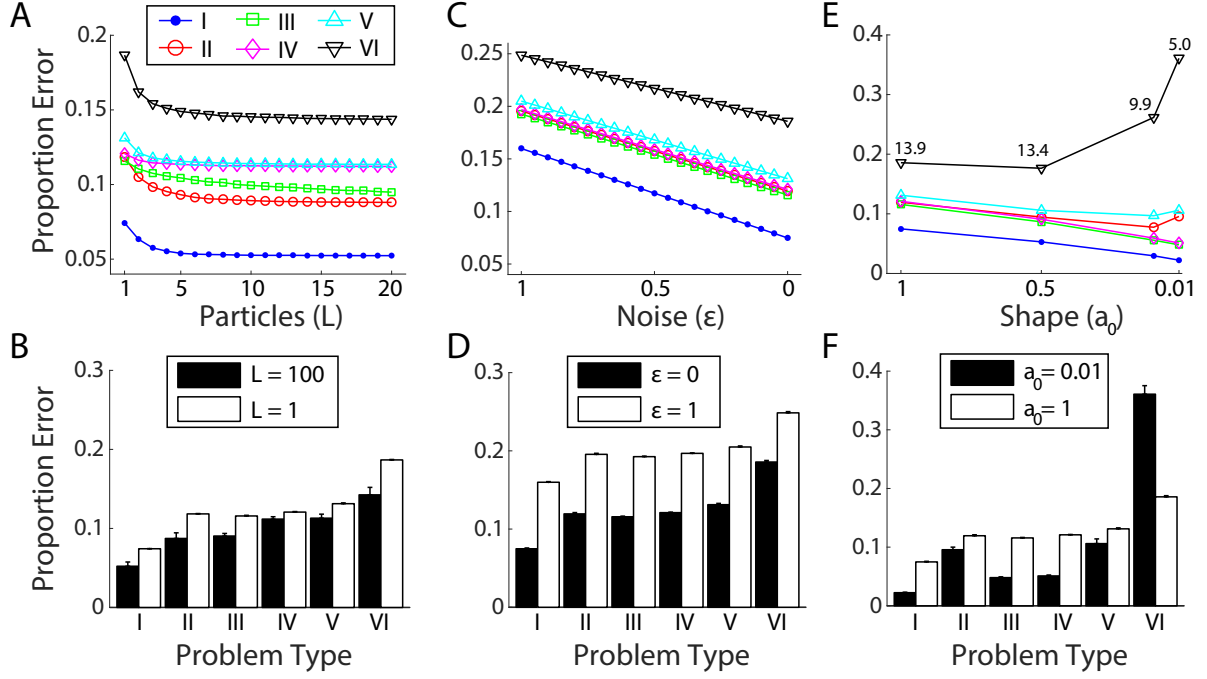 A
I
III
V
II
IV
VI
Proportion Error
0.2
0.15
0.1
0.05
1
5
10
15
20
Particles (L)
C
0.25
0.2
0.15
0.1
0.05
1
0.5
0
Noise (ε)
E
0.4
0.3
0.2
0.1
0
13.9
13.4
9.9
5.0
1
0.5
0.01
Shape (a0)
B
Proportion Error
0.3
0.2
0.1
0
L = 100
L = 1
I II III IV V VI
Problem Type
D
0.3
0.2
0.1
0
ε = 0
ε = 1
I II III IV V VI
Problem Type
F
0.4
0.3
0.2
0.1
0
a0= 0.01
a0= 1
I II III IV V VI
Problem Type